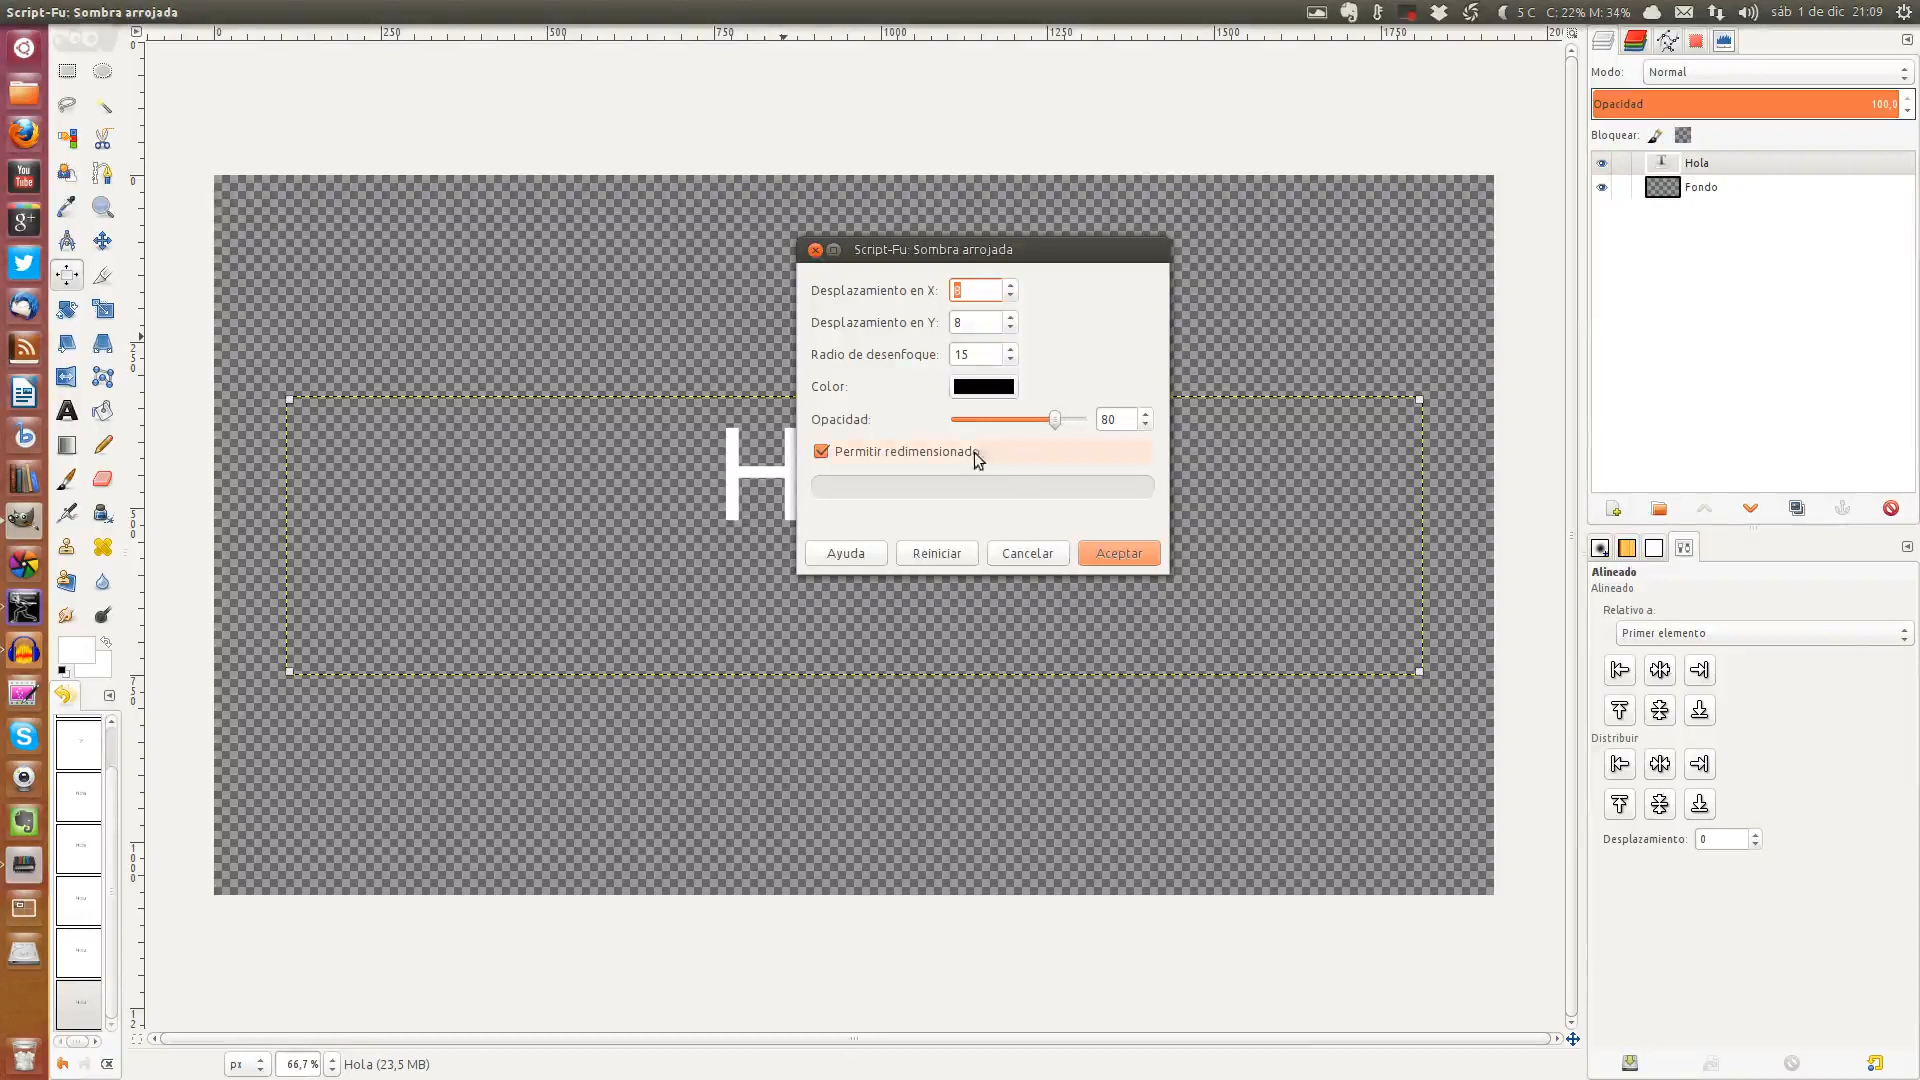 Script-Fu: Sombra arrojada
5 C
C: 22% M: 34%
sáb 1 de dic
21:09
0
250
500
750
1000
1250
1500
1750
Modo:
Normal
Opacidad
100,0
Bloquear:
Hola
Fondo
You
Tube
g+
Script-Fu: Sombra arrojada
Desplazamiento en X:
8
Desplazamiento en Y:
8
Radio de desenfoque:
15
Color:
Opacidad:
80
Permitir redimensionado
H
Ayuda
Reiniciar
Cancelar
Aceptar
Alineado
Alineado
Relativo a:
Primer elemento
Distribuir
Desplazamiento:
0
px
66,7 %
Hola (23,5 MB)